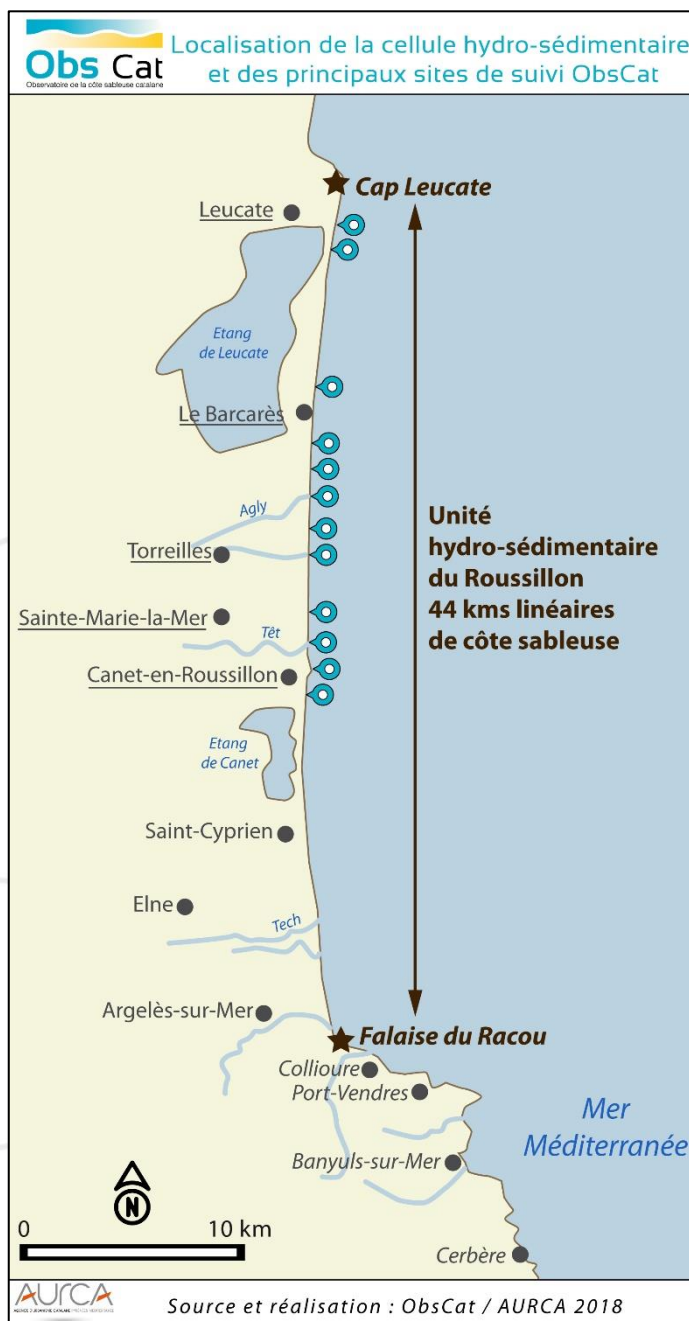 Obs Cat
Observatoire de la côte sableuse catalane
Localisation de la cellule hydro-sédimentaire
et des principaux sites de suivi ObsCat
Cap Leucate
Leucate
Etang
de Leucate
Le Barcarès
Agly
Unité
hydro-sédimentaire
du Roussillon
44 kms linéaires
de côte sableuse
Torreilles
Sainte-Marie-la-Mer
Têt
Canet-en-Roussillon
Etang
de Canet
Saint-Cyprien
Elne
Tech
Argelès-sur-Mer
Falaise du Racou
Collioure
Port-Vendres
Mer
Méditerranée
Banyuls-sur-Mer
N
0 10 km
Cerbère
AURCA
Source et réalisation : ObsCat / AURCA 2018